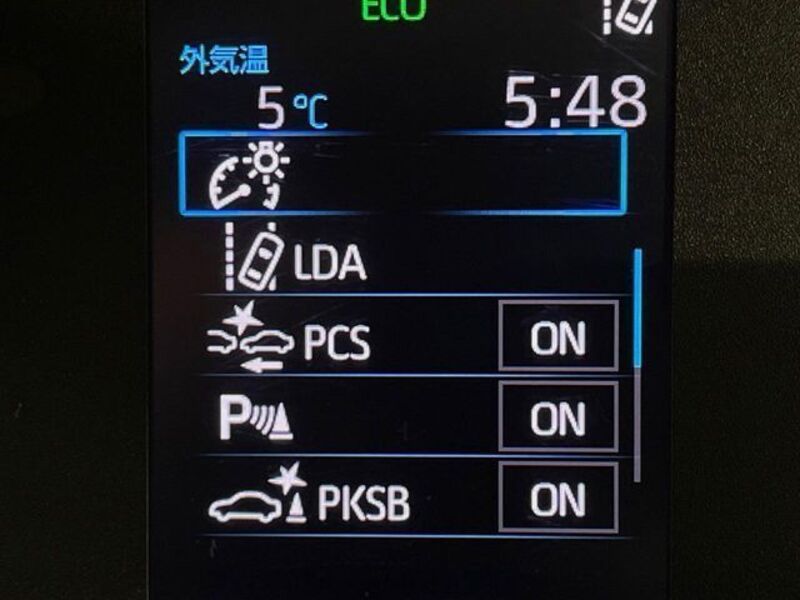 ECO
外気温
5℃ 5:48
LDA
PCS ON
P ON
PKSB ON